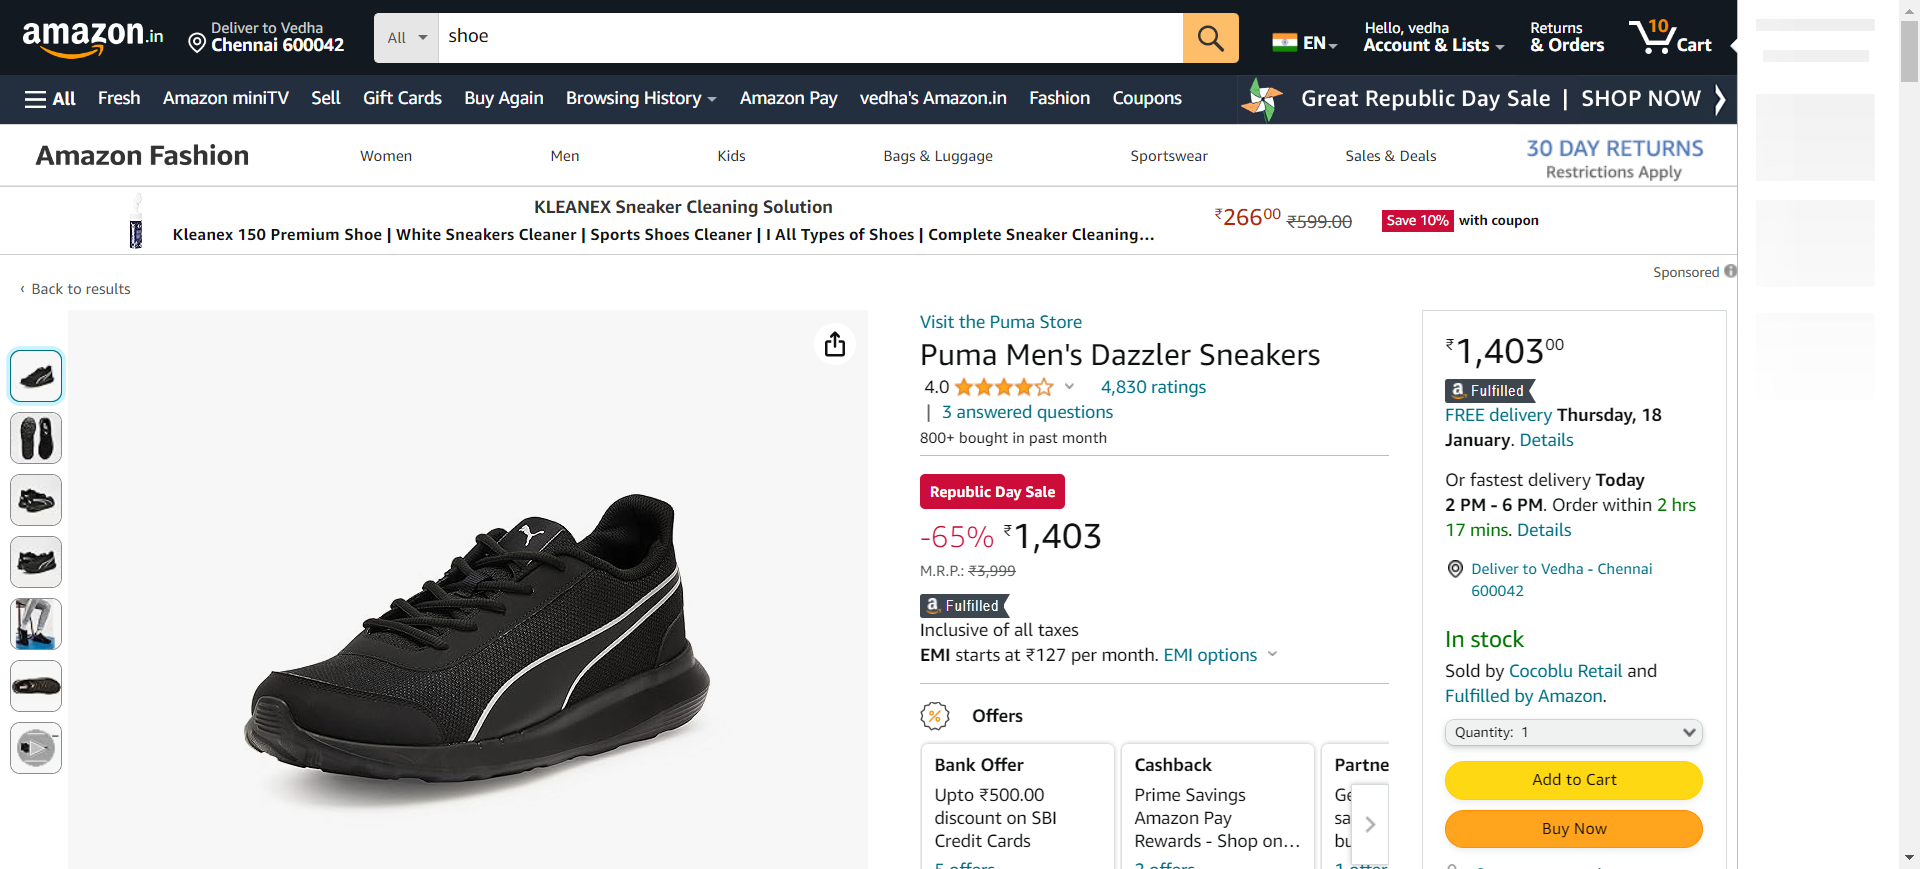 amazon.in
Deliver to Vedha
Chennai 600042
All
shoe
EN
Hello, vedha
Account & Lists
Returns
& Orders
10
Cart
All
Fresh
Amazon miniTV
Sell
Gift Cards
Buy Again
Browsing History
Amazon Pay
vedha's Amazon.in
Fashion
Coupons
Great Republic Day Sale | SHOP NOW
Amazon Fashion
Women
Men
Kids
Bags & Luggage
Sportswear
Sales & Deals
30 DAY RETURNS
Restrictions Apply
KLEANEX Sneaker Cleaning Solution
Kleanex 150 Premium Shoe | White Sneakers Cleaner | Sports Shoes Cleaner | I All Types of Shoes | Complete Sneaker Cleaning...
₹26600 ₹599.00
Save 10% with coupon
Sponsored
‹ Back to results
Visit the Puma Store
Puma Men's Dazzler Sneakers
4.0
4,830 ratings
| 3 answered questions
800+ bought in past month
Republic Day Sale
-65% ₹1,403
M.R.P.: ₹3,999
a Fulfilled
Inclusive of all taxes
EMI starts at ₹127 per month. EMI options
Offers
Bank Offer
Upto ₹500.00
discount on SBI
Credit Cards
5 offers
Cashback
Prime Savings
Amazon Pay
Rewards - Shop on...
2 offers
Partne
Ge
sa
bu
1 offer
₹1,40300
a Fulfilled
FREE delivery Thursday, 18
January. Details
Or fastest delivery Today
2 PM - 6 PM. Order within 2 hrs
17 mins. Details
Deliver to Vedha - Chennai
600042
In stock
Sold by Cocoblu Retail and
Fulfilled by Amazon.
Quantity: 1
Add to Cart
Buy Now